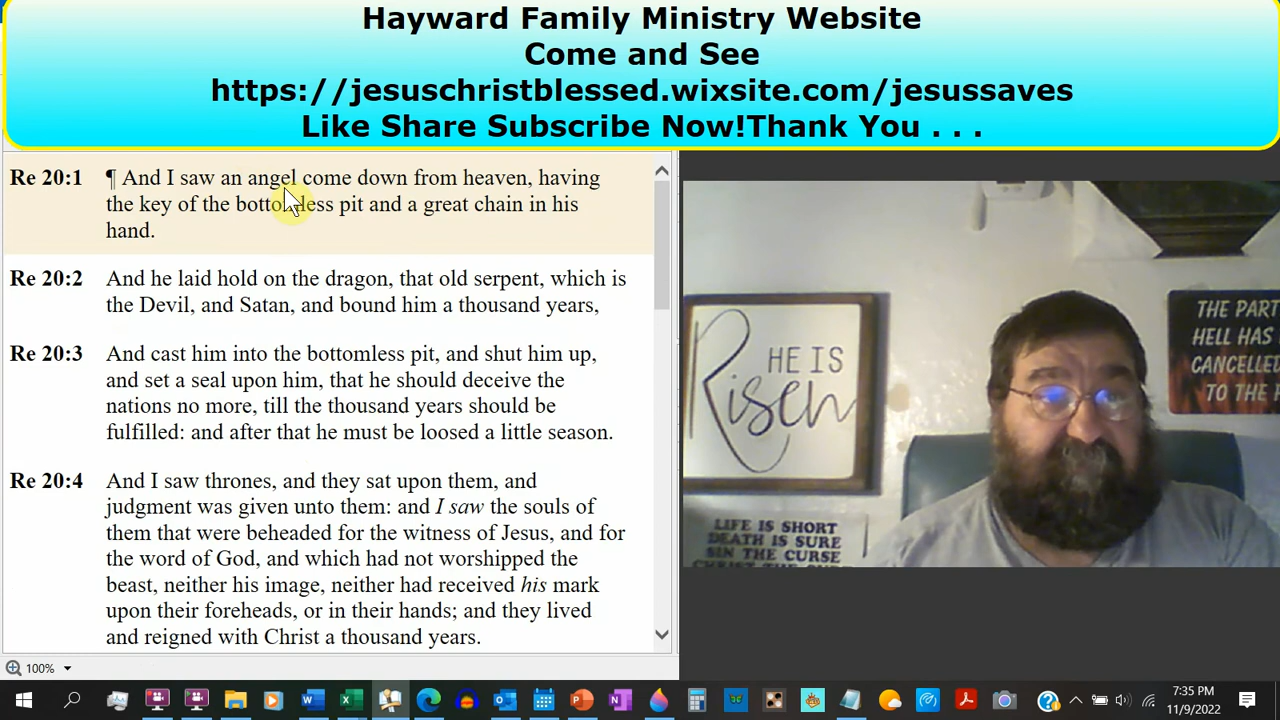 Hayward Family Ministry Website
Come and See
https://jesuschristblessed.wixsite.com/jesussaves
Like Share Subscribe Now!Thank You . . .
Re 20:1 ¶ And I saw an angel come down from heaven, having
the key of the bottomless pit and a great chain in his
hand.
Re 20:2 And he laid hold on the dragon, that old serpent, which is
the Devil, and Satan, and bound him a thousand years,
Re 20:3 And cast him into the bottomless pit, and shut him up,
and set a seal upon him, that he should deceive the
nations no more, till the thousand years should be
fulfilled: and after that he must be loosed a little season.
Re 20:4 And I saw thrones, and they sat upon them, and
judgment was given unto them: and I saw the souls of
them that were beheaded for the witness of Jesus, and for
the word of God, and which had not worshipped the
beast, neither his image, neither had received his mark
upon their foreheads, or in their hands; and they lived
and reigned with Christ a thousand years.
100%
HE IS
Risen
THE PART
HELL HAS
CANCELLED
TO THE
LIFE IS SHORT
DEATH IS SURE
SIN THE CURSE
7:35 PM
11/9/2022